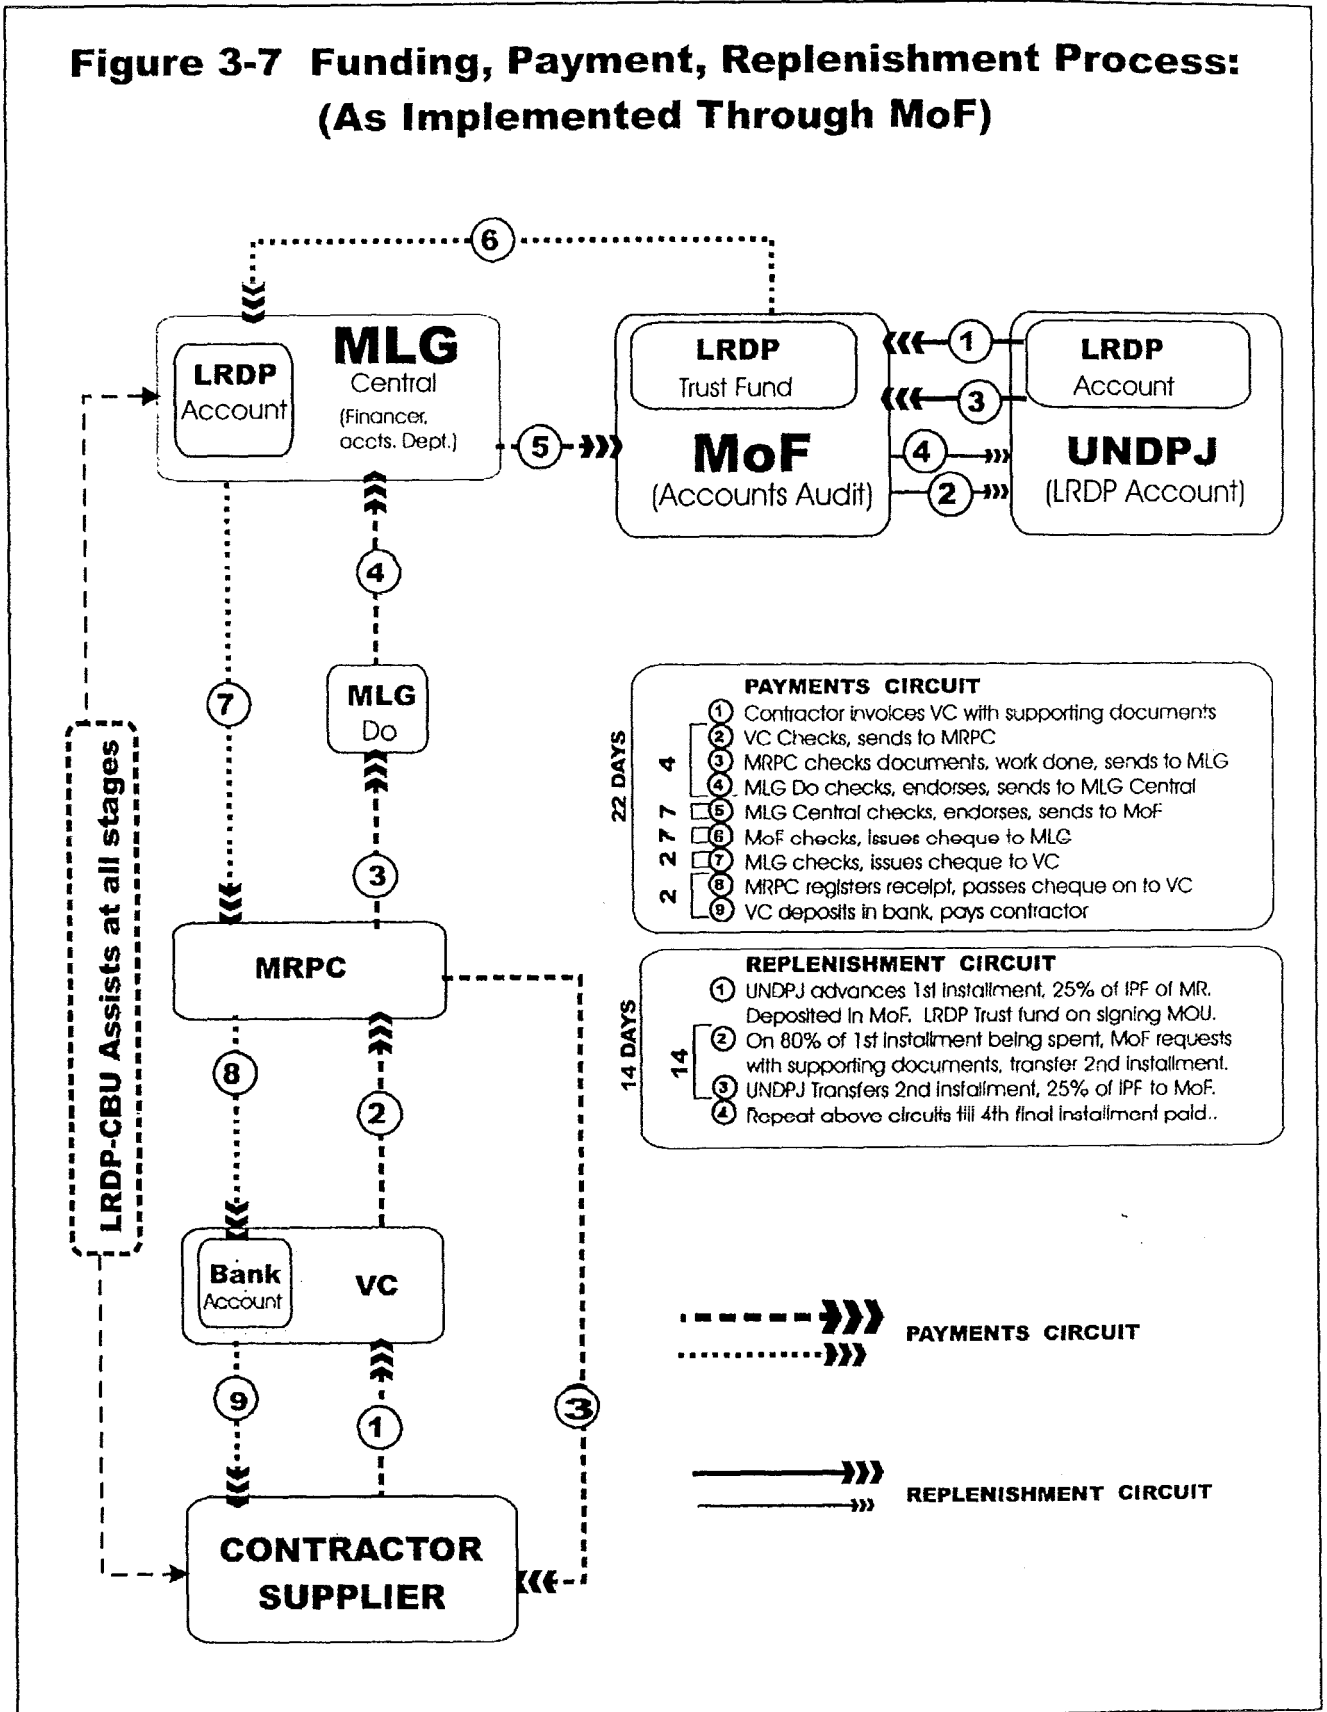 Figure 3-7 Funding, Payment, Replenishment Process:
(As Implemented Through MoF)
6
LRDP
Account
MLG
Central
(Financer,
accts. Dept.)
5
LRDP
Trust Fund
MoF
(Accounts Audit)
1
3
4
2
LRDP
Account
UNDPJ
(LRDP Account)
4
7
MLG
Do
3
LRDP-CBU Assists at all stages
MRPC
8
2
3
Bank
Account
VC
9
1
CONTRACTOR
SUPPLIER
PAYMENTS CIRCUIT
22 DAYS
4
7
7
2
2
1 Contractor invoices VC with supporting documents
2 VC Checks, sends to MRPC
3 MRPC checks documents, work done, sends to MLG
4 MLG Do checks, endorses, sends to MLG Central
5 MLG Central checks, endorses, sends to MoF
6 MoF checks, issues cheque to MLG
7 MLG checks, issues cheque to VC
8 MRPC registers receipt, passes cheque on to VC
9 VC deposits in bank, pays contractor
REPLENISHMENT CIRCUIT
14 DAYS
14
1 UNDPJ advances 1st installment, 25% of IPF of MR.
Deposited in MoF. LRDP Trust fund on signing MOU.
2 On 80% of 1st installment being spent, MoF requests
with supporting documents, transfer 2nd installment.
3 UNDPJ Transfers 2nd installment, 25% of IPF to MoF.
4 Repeat above circuits till 4th final installment paid..
PAYMENTS CIRCUIT
REPLENISHMENT CIRCUIT